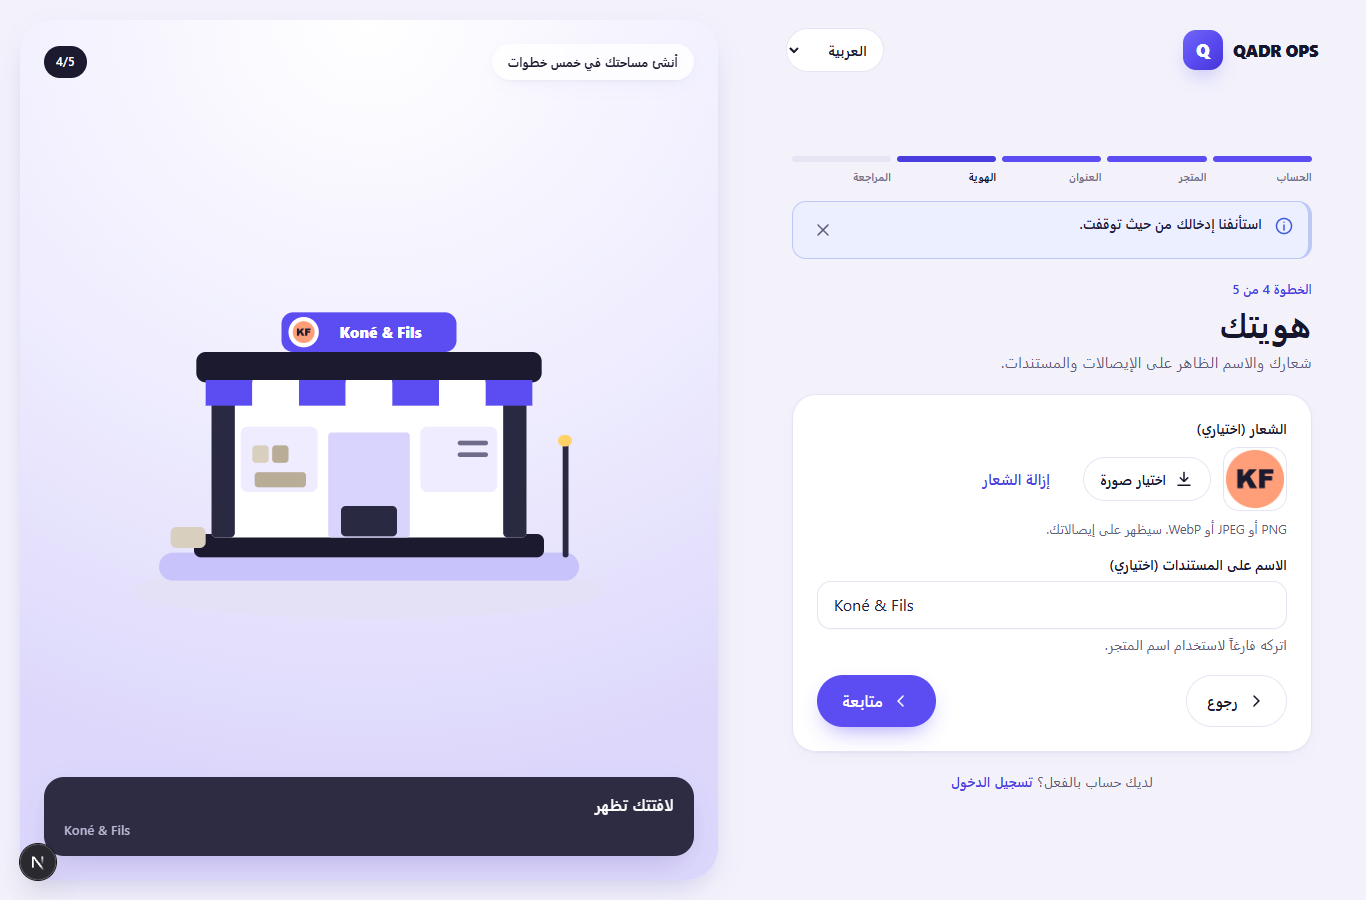 QADR OPS
Q
العربية
الحساب
المتجر
العنوان
الهوية
المراجعة
استأنفنا إدخالك من حيث توقفت.
الخطوة 4 من 5
هويتك
شعارك والاسم الظاهر على الإيصالات والمستندات.
الشعار (اختياري)
KF
اختيار صورة
إزالة الشعار
PNG أو JPEG أو WebP. سيظهر على إيصالاتك.
الاسم على المستندات (اختياري)
Koné & Fils
اتركه فارغاً لاستخدام اسم المتجر.
رجوع
متابعة
لديك حساب بالفعل؟ تسجيل الدخول
أنشئ مساحتك في خمس خطوات
4/5
KF
Koné & Fils
لافتتك تظهر
Koné & Fils
N